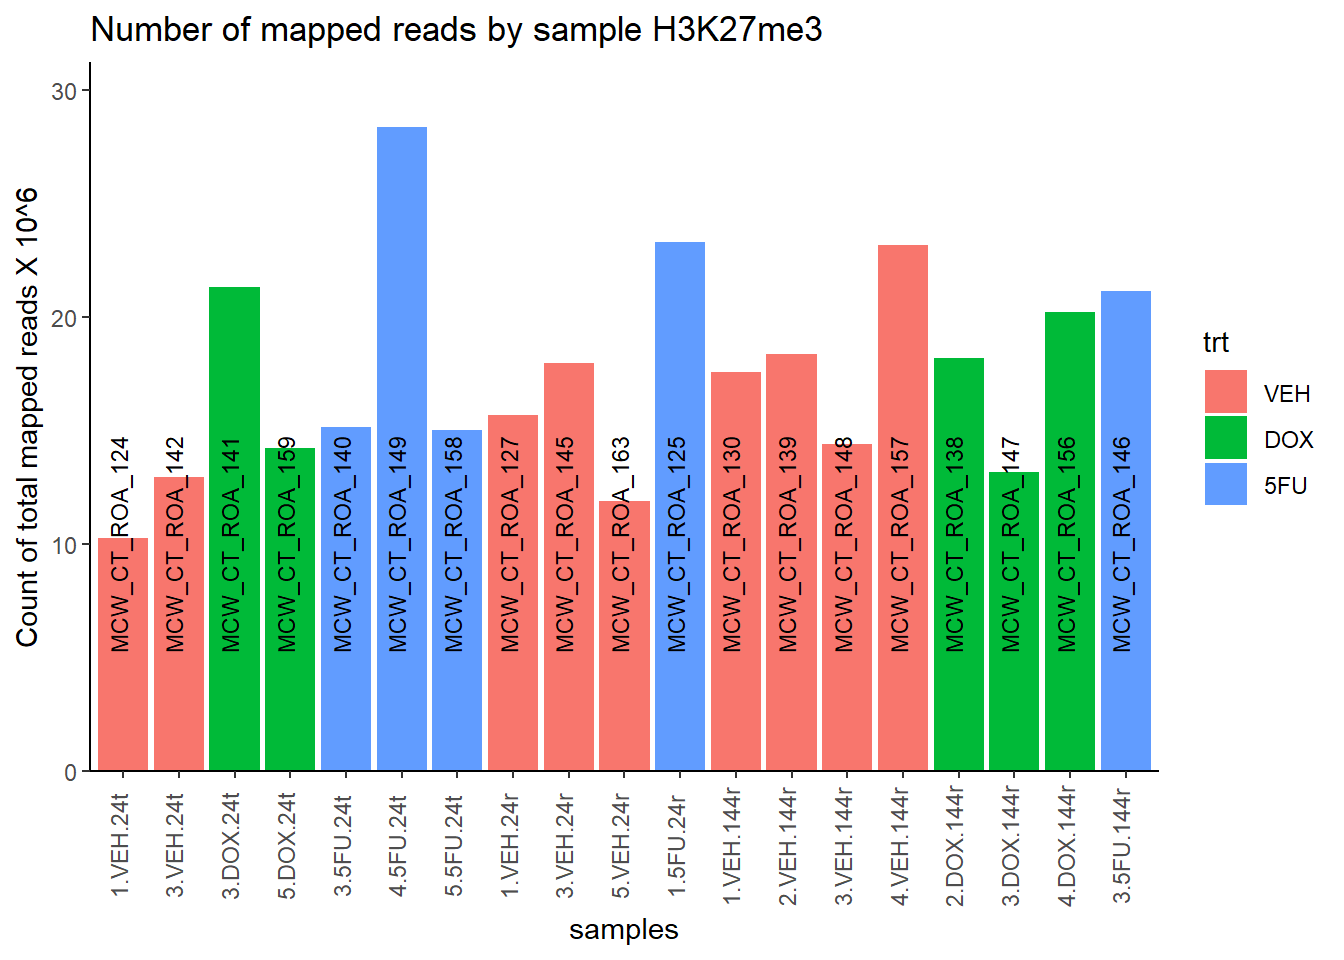 Number of mapped reads by sample H3K27me3
Count of total mapped reads X 10^6
30
20
10
0
MCW_CT_ROA_124
MCW_CT_ROA_142
MCW_CT_ROA_141
MCW_CT_ROA_159
MCW_CT_ROA_140
MCW_CT_ROA_149
MCW_CT_ROA_158
MCW_CT_ROA_127
MCW_CT_ROA_145
MCW_CT_ROA_163
MCW_CT_ROA_125
MCW_CT_ROA_130
MCW_CT_ROA_139
MCW_CT_ROA_148
MCW_CT_ROA_157
MCW_CT_ROA_138
MCW_CT_ROA_147
MCW_CT_ROA_156
MCW_CT_ROA_146
1.VEH.24t
3.VEH.24t
3.DOX.24t
5.DOX.24t
3.5FU.24t
4.5FU.24t
5.5FU.24t
1.VEH.24r
3.VEH.24r
5.VEH.24r
1.5FU.24r
1.VEH.144r
2.VEH.144r
3.VEH.144r
4.VEH.144r
2.DOX.144r
3.DOX.144r
4.DOX.144r
3.5FU.144r
samples
trt
VEH
DOX
5FU